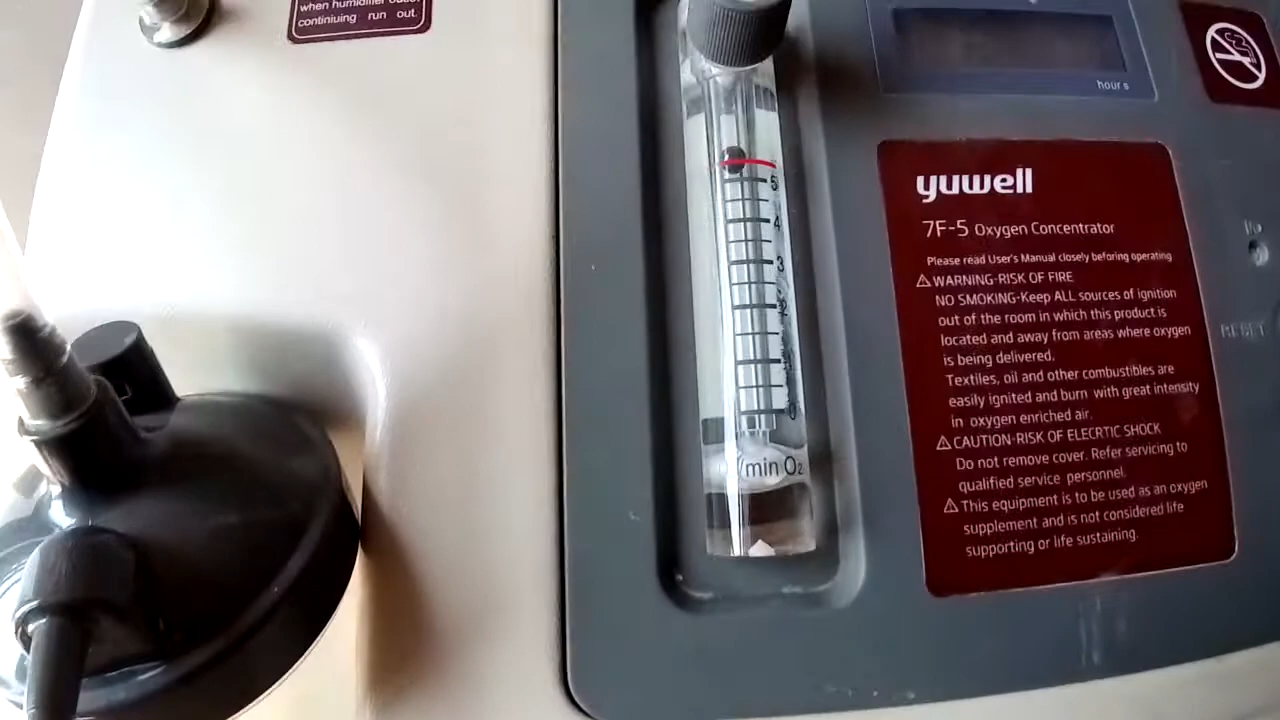 when humidifier outlet
continiuing run out.
hours
yuwell
7F-5 Oxygen Concentrator
Please read User's Manual closely beforing operating
WARNING-RISK OF FIRE
NO SMOKING-Keep ALL sources of ignition
out of the room in which this product is
located and away from areas where oxygen
is being delivered.
Textiles, oil and other combustibles are
easily ignited and burn with great intensity
in oxygen enriched air.
CAUTION-RISK OF ELECRTIC SHOCK
Do not remove cover. Refer servicing to
qualified service personnel.
This equipment is to be used as an oxygen
supplement and is not considered life
supporting or life sustaining.
5
4
3
2
0
/min O₂
RESET